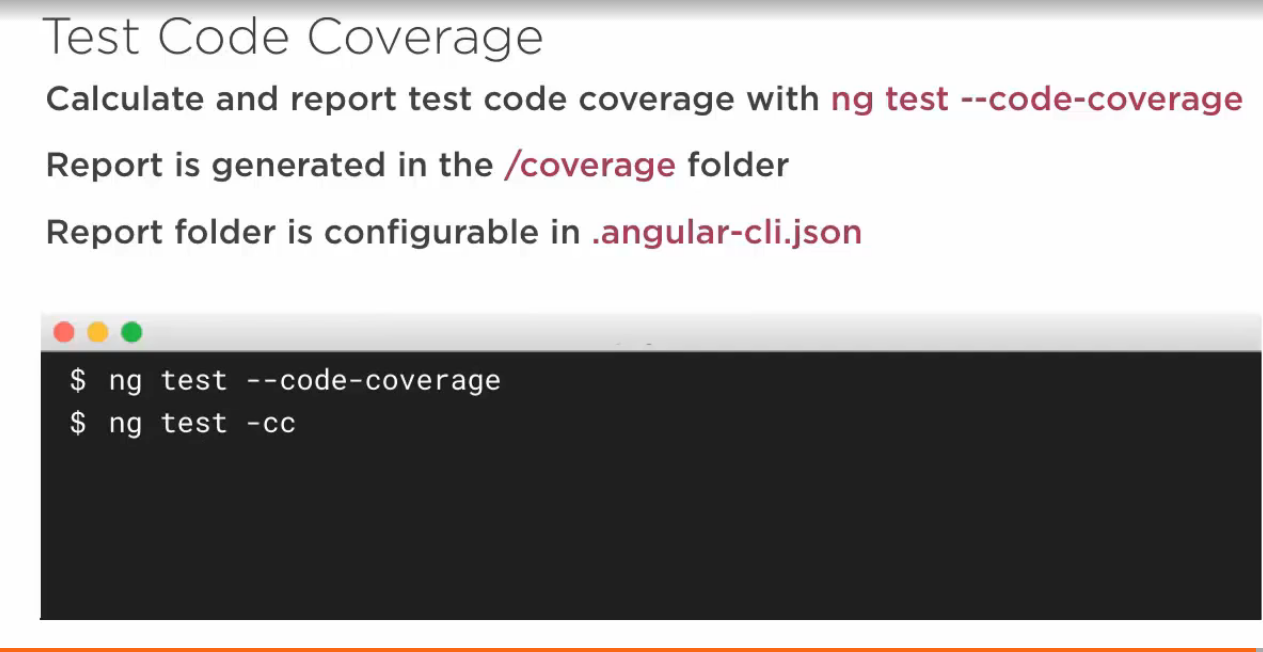 Test Code Coverage
Calculate and report test code coverage with ng test --code-coverage
Report is generated in the /coverage folder
Report folder is configurable in .angular-cli.json
$ ng test --code-coverage
$ ng test -cc